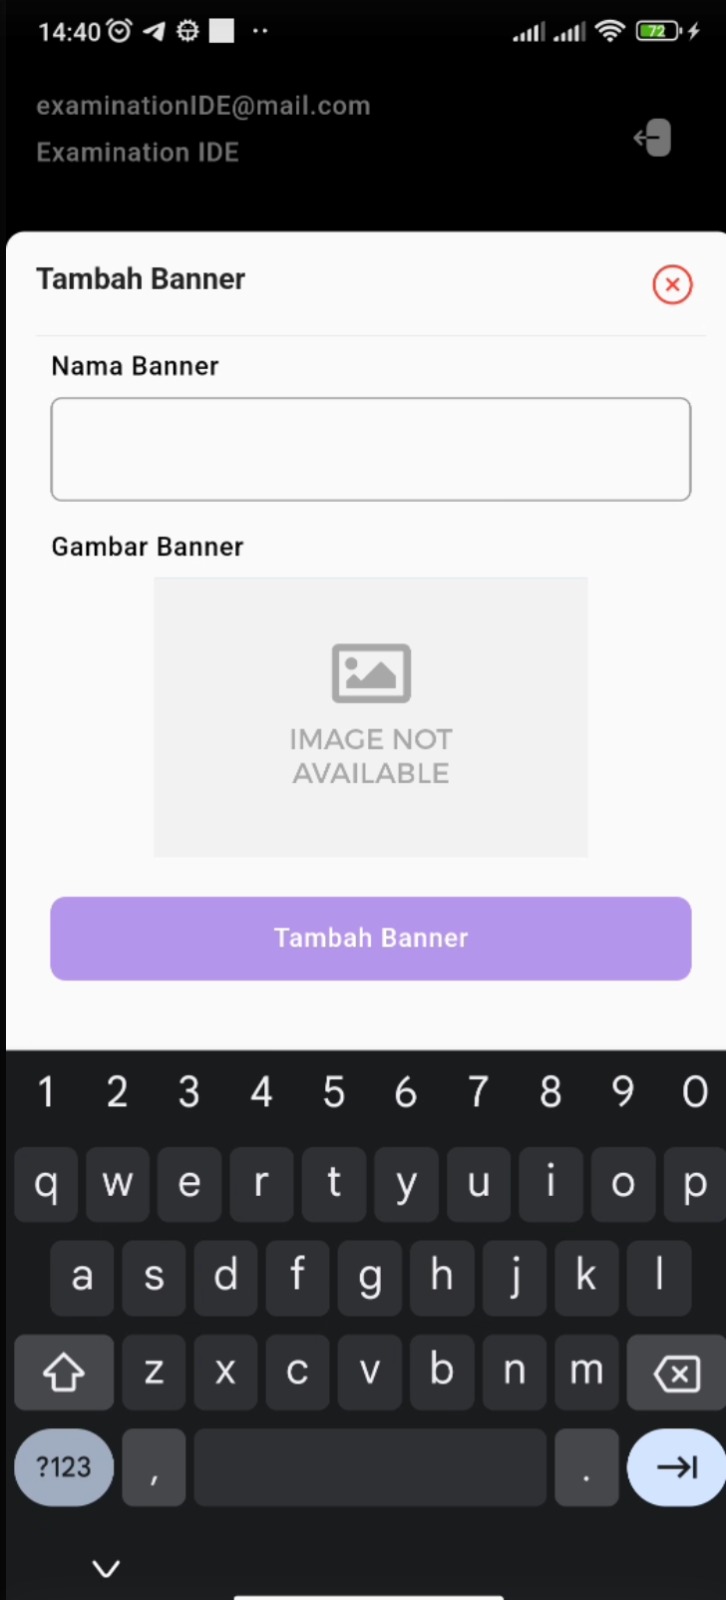 14:40
72
examinationIDE@mail.com
Examination IDE
Tambah Banner
Nama Banner
Gambar Banner
IMAGE NOT
AVAILABLE
Tambah Banner
1 2 3 4 5 6 7 8 9 0
q w e r t y u i o p
a s d f g h j k l
z x c v b n m
?123 , .